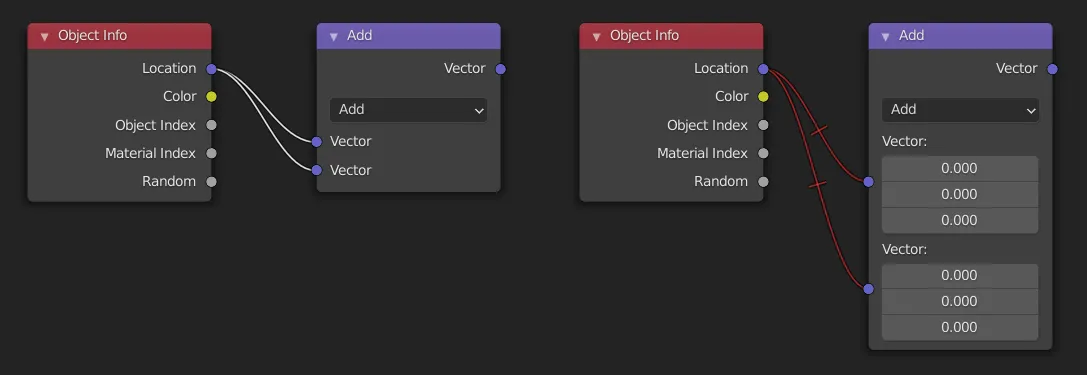 Object Info
Location
Color
Object Index
Material Index
Random
Add
Vector
Add
Vector
Vector
Object Info
Location
Color
Object Index
Material Index
Random
Add
Vector
Add
Vector:
0.000
0.000
0.000
Vector:
0.000
0.000
0.000